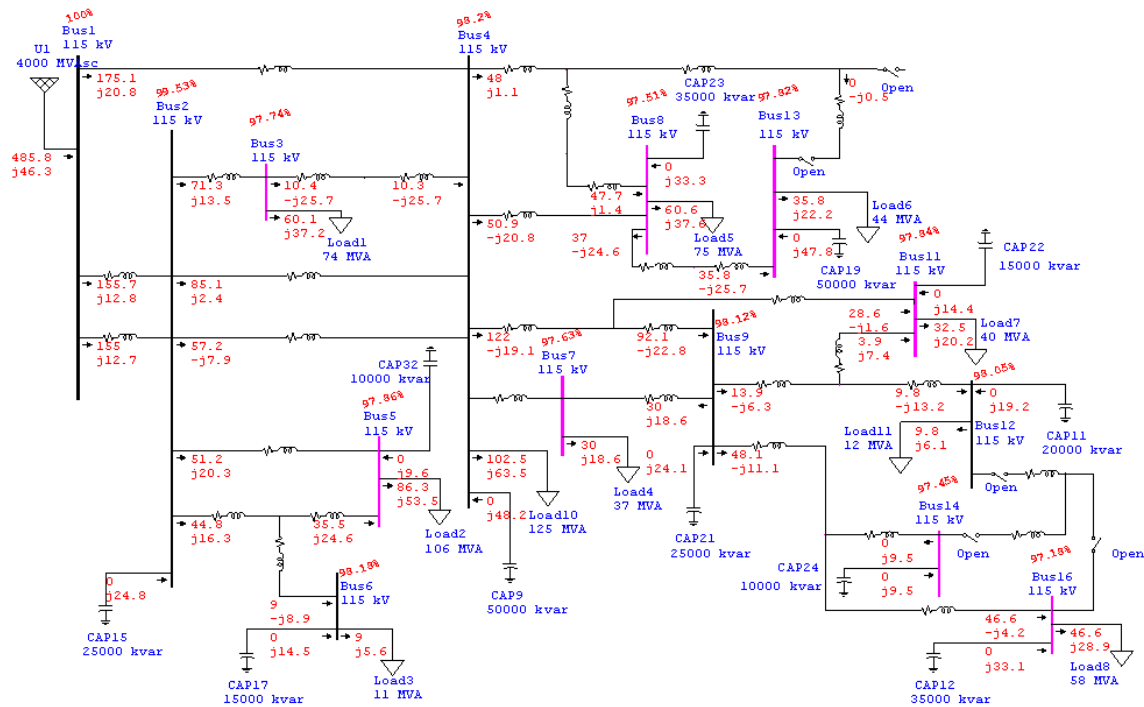 100%
Bus1
115 kV
U1
4000 MVAsc
175.1
j20.8
485.8
j46.3
155.7
j12.8
155
j12.7
99.53%
Bus2
115 kV
71.3
j13.5
85.1
j2.4
57.2
-j7.9
51.2
j20.3
44.8
j16.3
0
j24.8
CAP15
25000 kvar
97.74%
Bus3
115 kV
10.4
-j25.7
60.1
j37.2
Load1
74 MVA
10.3
-j25.7
98.2%
Bus4
115 kV
48
j1.1
50.9
-j20.8
122
-j19.1
102.5
j63.5
0
j48.2
Load10
125 MVA
CAP9
50000 kvar
CAP32
10000 kvar
97.86%
Bus5
115 kV
0
j9.6
86.3
j53.5
Load2
106 MVA
35.5
j24.6
98.18%
Bus6
115 kV
9
-j8.9
0
j14.5
9
j5.6
CAP17
15000 kvar
Load3
11 MVA
CAP23
35000 kvar
97.51%
Bus8
115 kV
0
j33.3
47.7
j1.4
60.6
j37.6
37
-j24.6
Load5
75 MVA
35.8
-j25.7
0
-j0.5
Open
97.82%
Bus13
115 kV
Open
35.8
j22.2
Load6
44 MVA
0
j47.8
CAP19
50000 kvar
97.84%
Bus11
115 kV
CAP22
15000 kvar
0
j14.4
28.6
-j1.6
32.5
j20.2
3.9
j7.4
Load7
40 MVA
92.1
-j22.8
97.63%
Bus7
115 kV
30
j18.6
30
j18.6
Load4
37 MVA
98.12%
Bus9
115 kV
13.9
-j6.3
48.1
-j11.1
0
j24.1
CAP21
25000 kvar
98.05%
9.8
-j13.2
0
j19.2
Bus12
115 kV
Load11
12 MVA
9.8
j6.1
CAP11
20000 kvar
Open
97.45%
Bus14
115 kV
0
j9.5
Open
Open
CAP24
10000 kvar
0
j9.5
97.18%
Bus16
115 kV
46.6
-j4.2
46.6
j28.9
0
j33.1
Load8
58 MVA
CAP12
35000 kvar